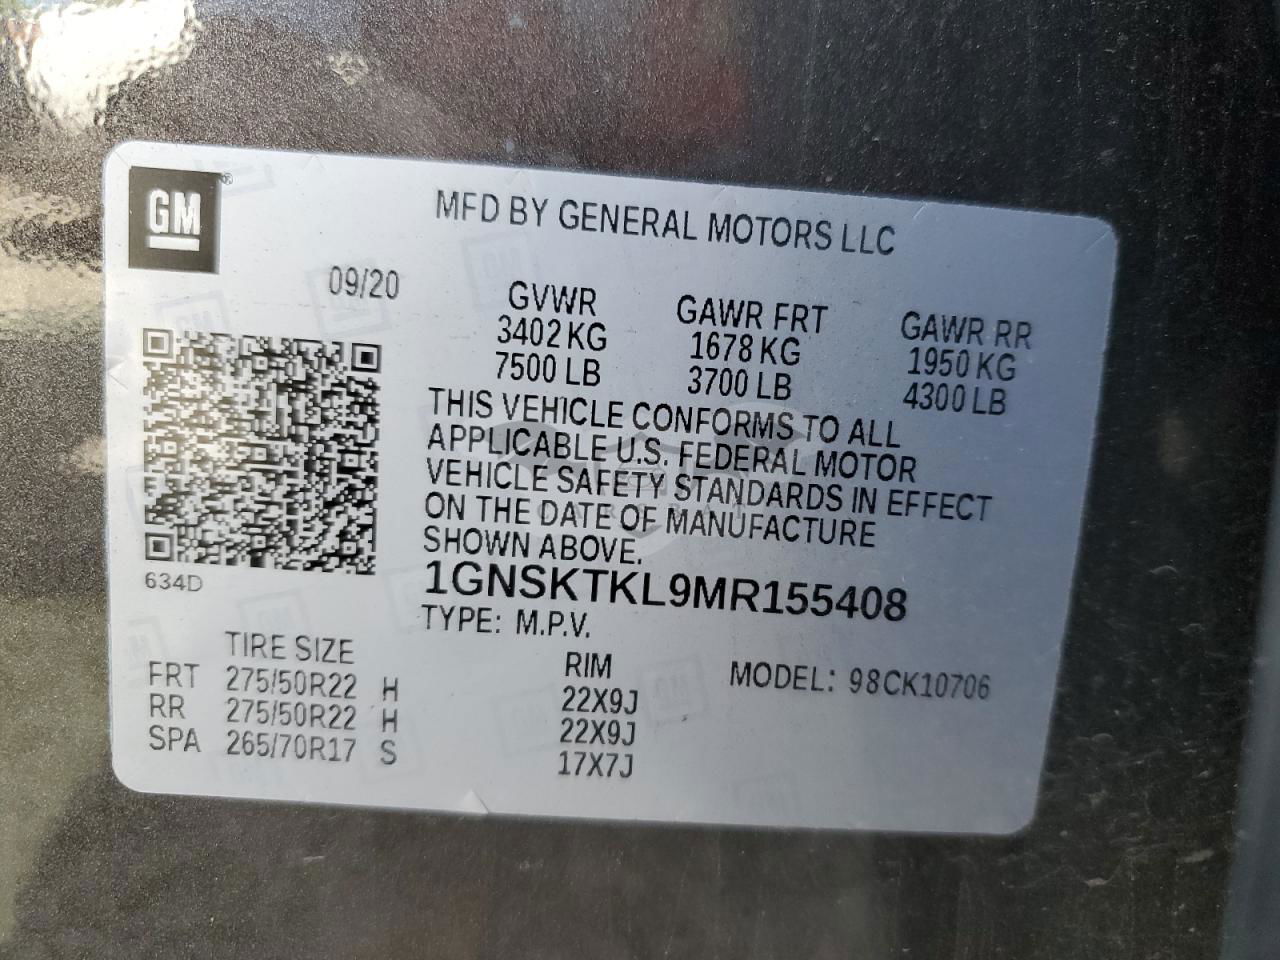 GM®
MFD BY GENERAL MOTORS LLC
09/20
GVWR GAWR FRT GAWR RR
3402 KG 1678 KG 1950 KG
7500 LB 3700 LB 4300 LB
THIS VEHICLE CONFORMS TO ALL
APPLICABLE U.S. FEDERAL MOTOR
VEHICLE SAFETY STANDARDS IN EFFECT
ON THE DATE OF MANUFACTURE
SHOWN ABOVE.
634D
1GNSKTKL9MR155408
TYPE: M.P.V.
TIRE SIZE RIM MODEL: 98CK10706
FRT 275/50R22 H 22X9J
RR 275/50R22 H 22X9J
SPA 265/70R17 S 17X7J